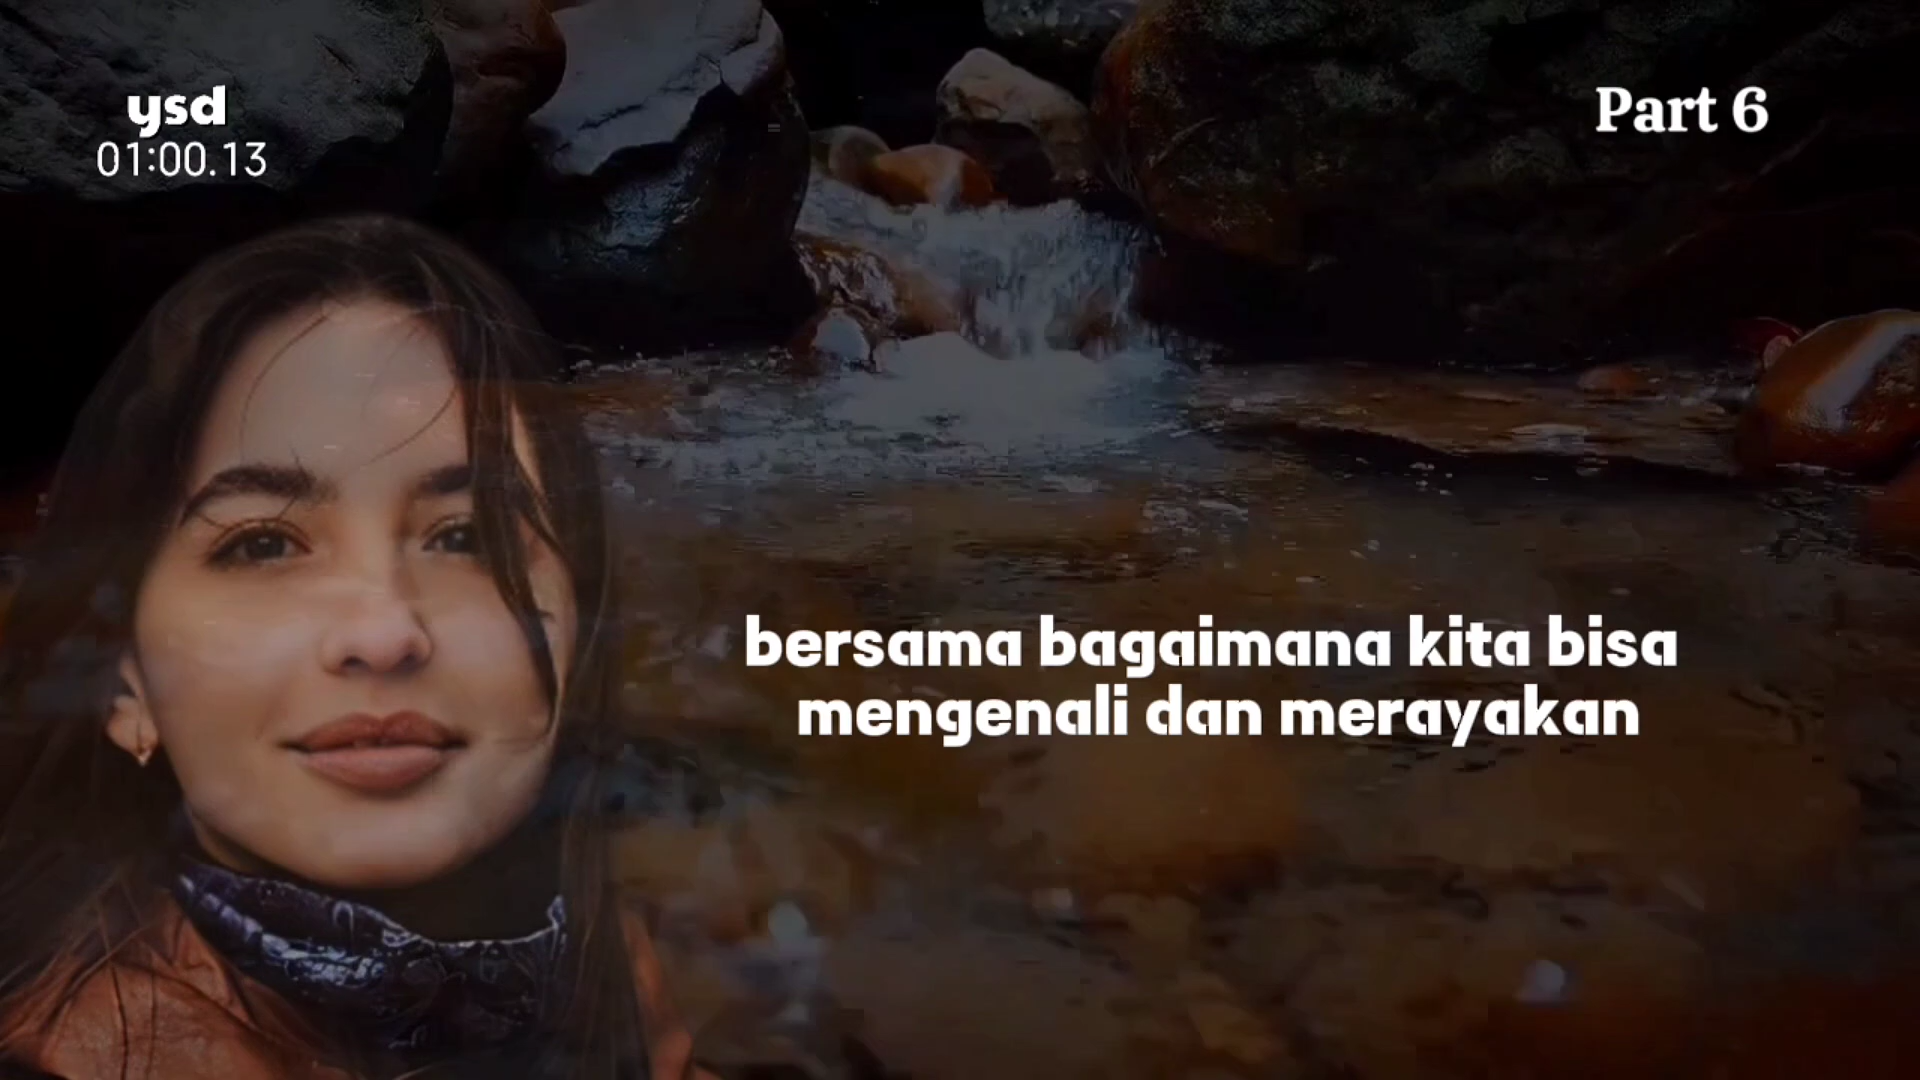 ysd
01:00.13
Part 6
bersama bagaimana kita bisa
mengenali dan merayakan